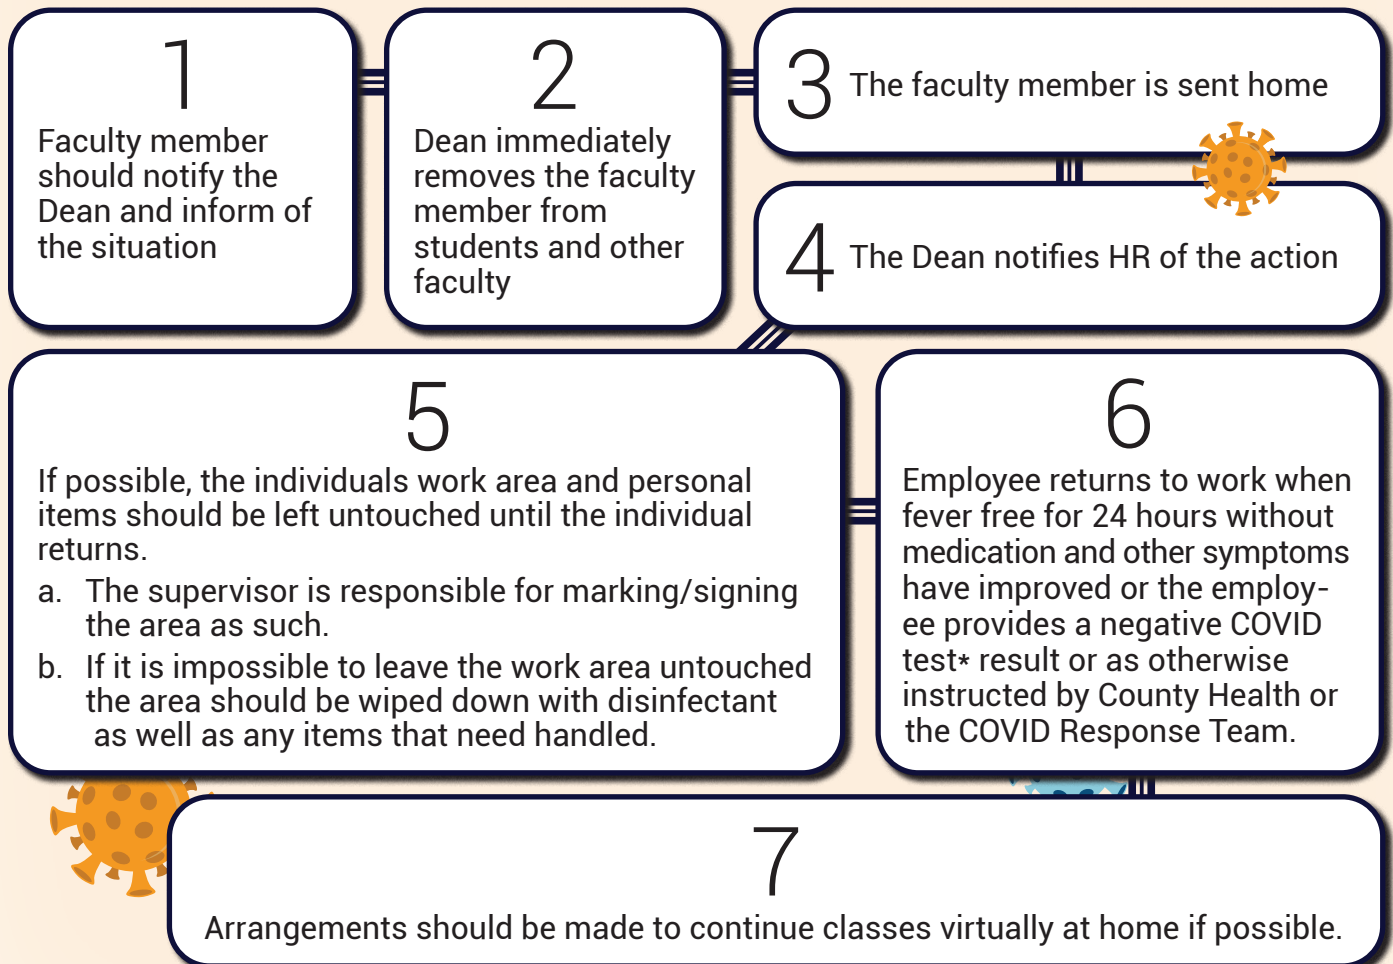 1
Faculty member
should notify the
Dean and inform of
the situation
2
Dean immediately
removes the faculty
member from
students and other
faculty
3
The faculty member is sent home
4
The Dean notifies HR of the action
5
If possible, the individuals work area and personal
items should be left untouched until the individual
returns.
a. The supervisor is responsible for marking/signing
the area as such.
b. If it is impossible to leave the work area untouched
the area should be wiped down with disinfectant
as well as any items that need handled.
6
Employee returns to work when
fever free for 24 hours without
medication and other symptoms
have improved or the employ-
ee provides a negative COVID
test* result or as otherwise
instructed by County Health or
the COVID Response Team.
7
Arrangements should be made to continue classes virtually at home if possible.